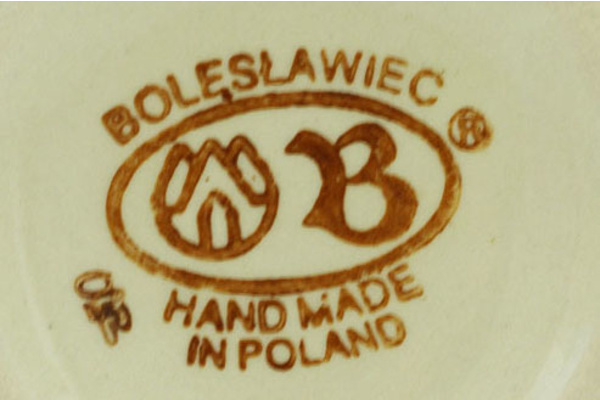 BOLESŁAWIEC
®
B
HAND MADE
IN POLAND